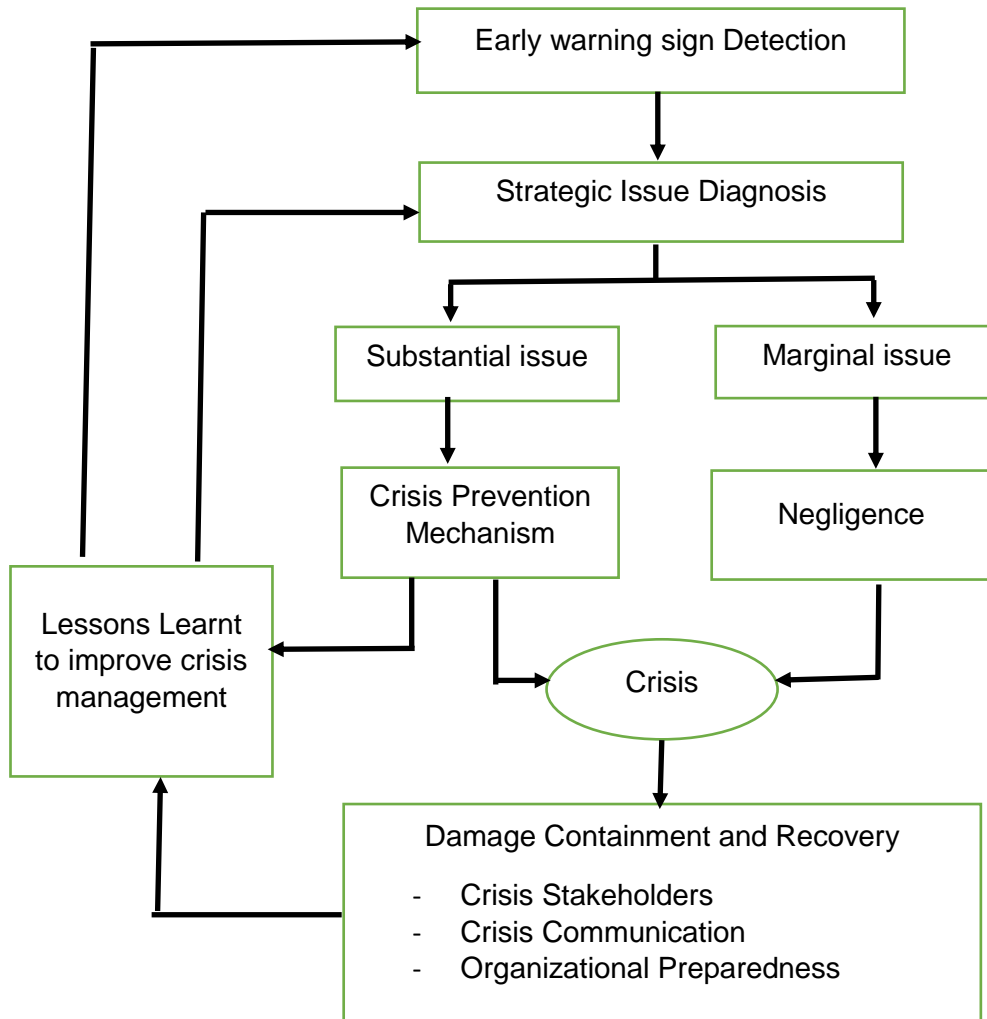 Early warning sign Detection
Strategic Issue Diagnosis
Substantial issue
Marginal issue
Crisis Prevention
Mechanism
Negligence
Lessons Learnt
to improve crisis
management
Crisis
Damage Containment and Recovery
- Crisis Stakeholders
- Crisis Communication
- Organizational Preparedness